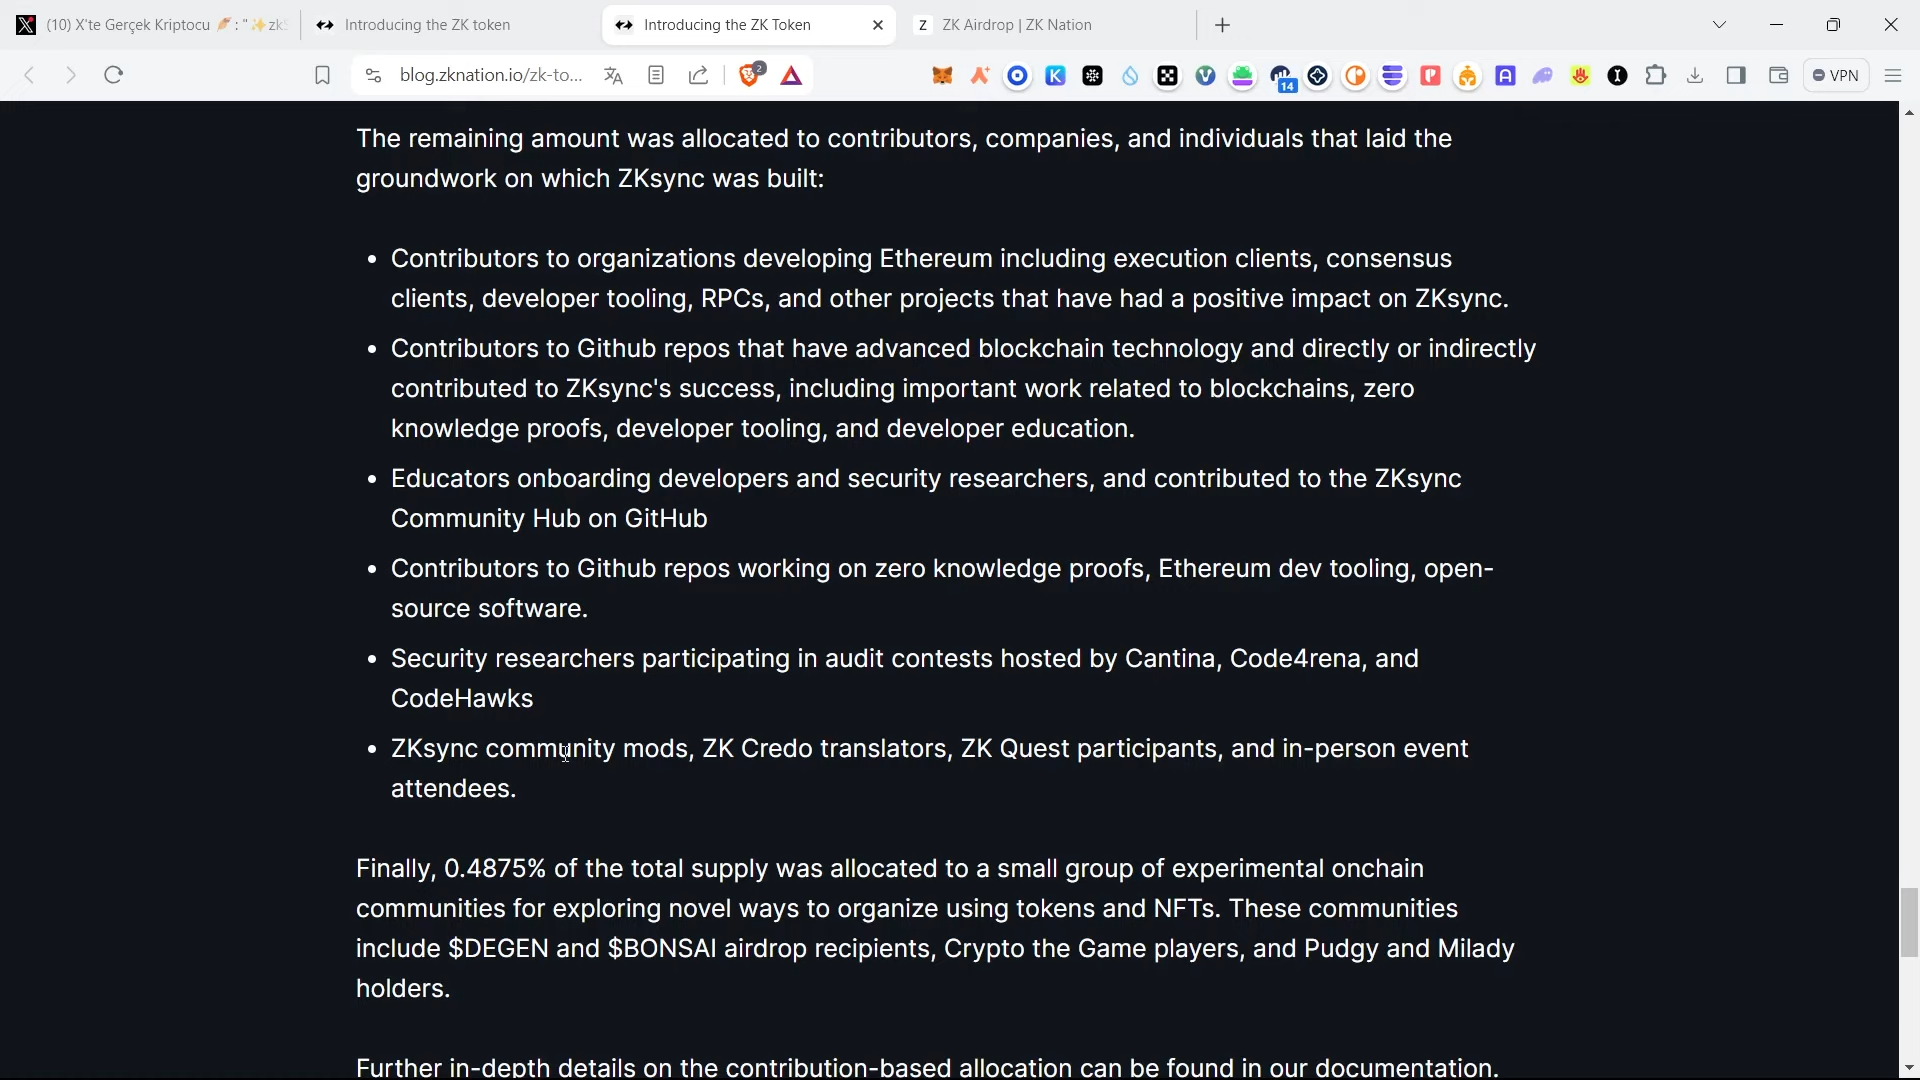 (10) X'te Gerçek Kriptocu
Introducing the ZK token
Introducing the ZK Token
Z ZK Airdrop | ZK Nation
blog.zknation.io/zk-to...
2
14
VPN
The remaining amount was allocated to contributors, companies, and individuals that laid the
groundwork on which ZKsync was built:
• Contributors to organizations developing Ethereum including execution clients, consensus
clients, developer tooling, RPCs, and other projects that have had a positive impact on ZKsync.
• Contributors to Github repos that have advanced blockchain technology and directly or indirectly
contributed to ZKsync's success, including important work related to blockchains, zero
knowledge proofs, developer tooling, and developer education.
• Educators onboarding developers and security researchers, and contributed to the ZKsync
Community Hub on GitHub
• Contributors to Github repos working on zero knowledge proofs, Ethereum dev tooling, open-
source software.
• Security researchers participating in audit contests hosted by Cantina, Code4rena, and
CodeHawks
• ZKsync community mods, ZK Credo translators, ZK Quest participants, and in-person event
attendees.
Finally, 0.4875% of the total supply was allocated to a small group of experimental onchain
communities for exploring novel ways to organize using tokens and NFTs. These communities
include $DEGEN and $BONSAI airdrop recipients, Crypto the Game players, and Pudgy and Milady
holders.
Further in-depth details on the contribution-based allocation can be found in our documentation.